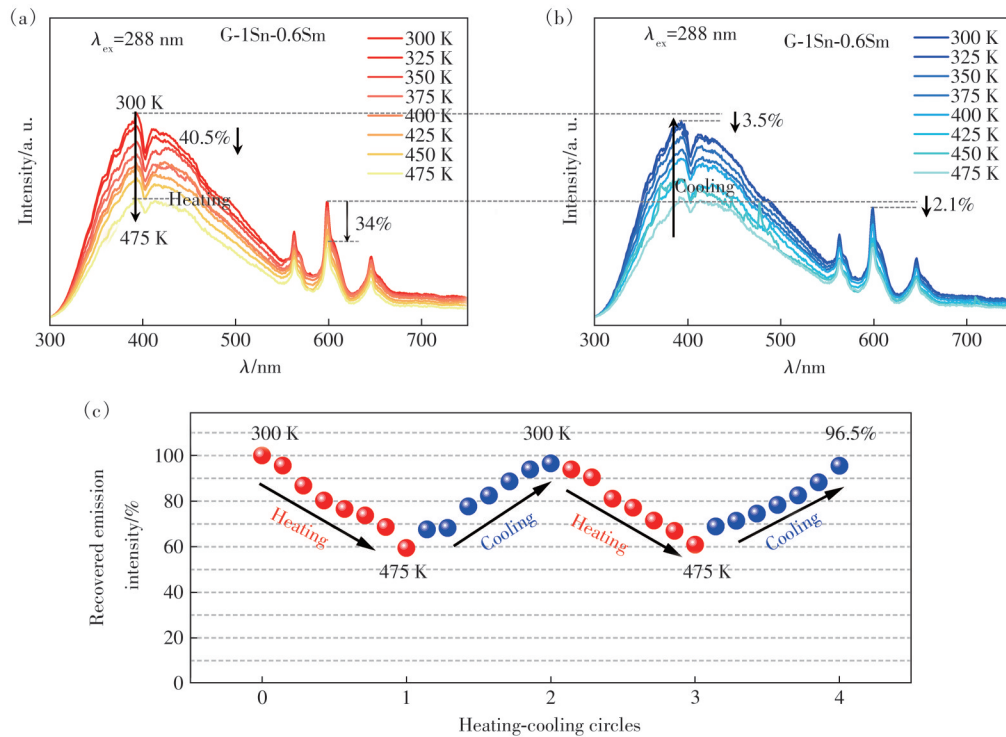 (a)
λex=288 nm
G-1Sn-0.6Sm
300 K
325 K
350 K
375 K
400 K
425 K
450 K
475 K
300 K
40.5%
Heating
475 K
34%
Intensity/a. u.
300
400
500
600
700
λ/nm
(b)
λex=288 nm
G-1Sn-0.6Sm
300 K
325 K
350 K
375 K
400 K
425 K
450 K
475 K
3.5%
Cooling
2.1%
Intensity/a. u.
300
400
500
600
700
λ/nm
(c)
300 K
300 K
96.5%
Heating
Cooling
Heating
Cooling
475 K
475 K
Recovered emission
intensity/%
100
80
60
40
20
0
0
1
2
3
4
Heating-cooling circles